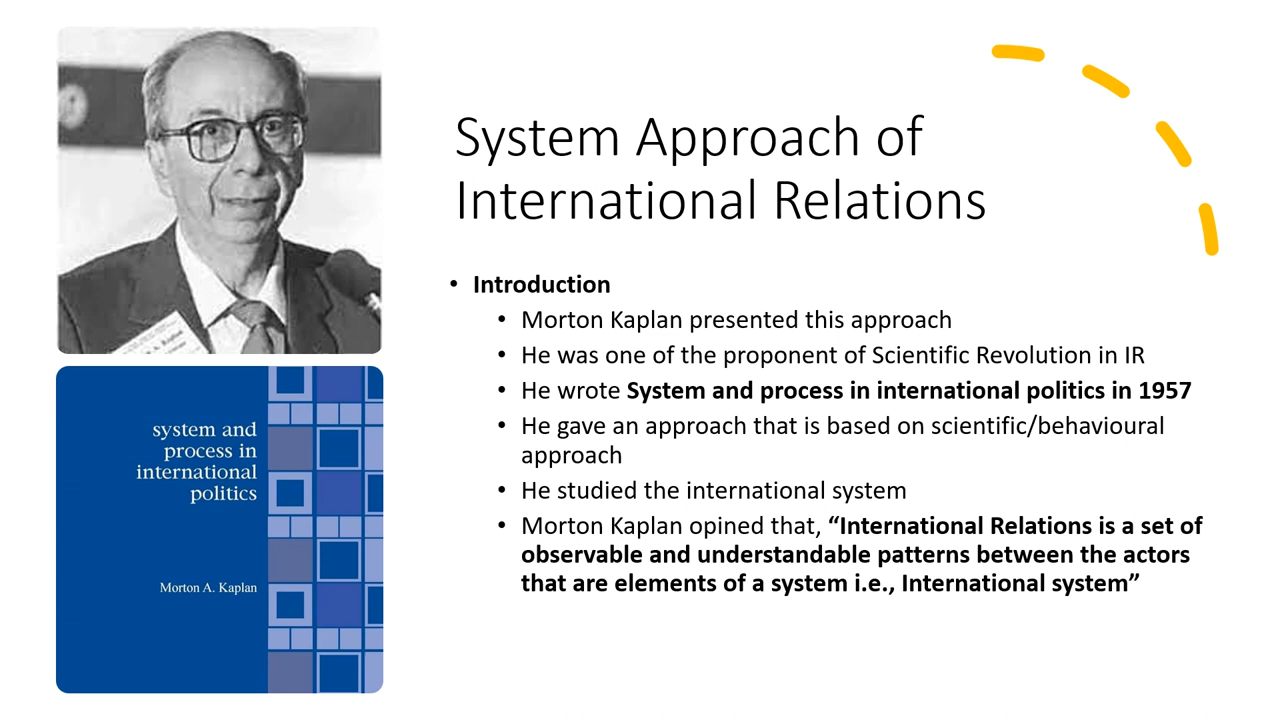 System Approach of
International Relations
• Introduction
• Morton Kaplan presented this approach
• He was one of the proponent of Scientific Revolution in IR
• He wrote System and process in international politics in 1957
• He gave an approach that is based on scientific/behavioural
approach
• He studied the international system
• Morton Kaplan opined that, “International Relations is a set of
observable and understandable patterns between the actors
that are elements of a system i.e., International system”
system and
process in
international
politics
Morton A. Kaplan